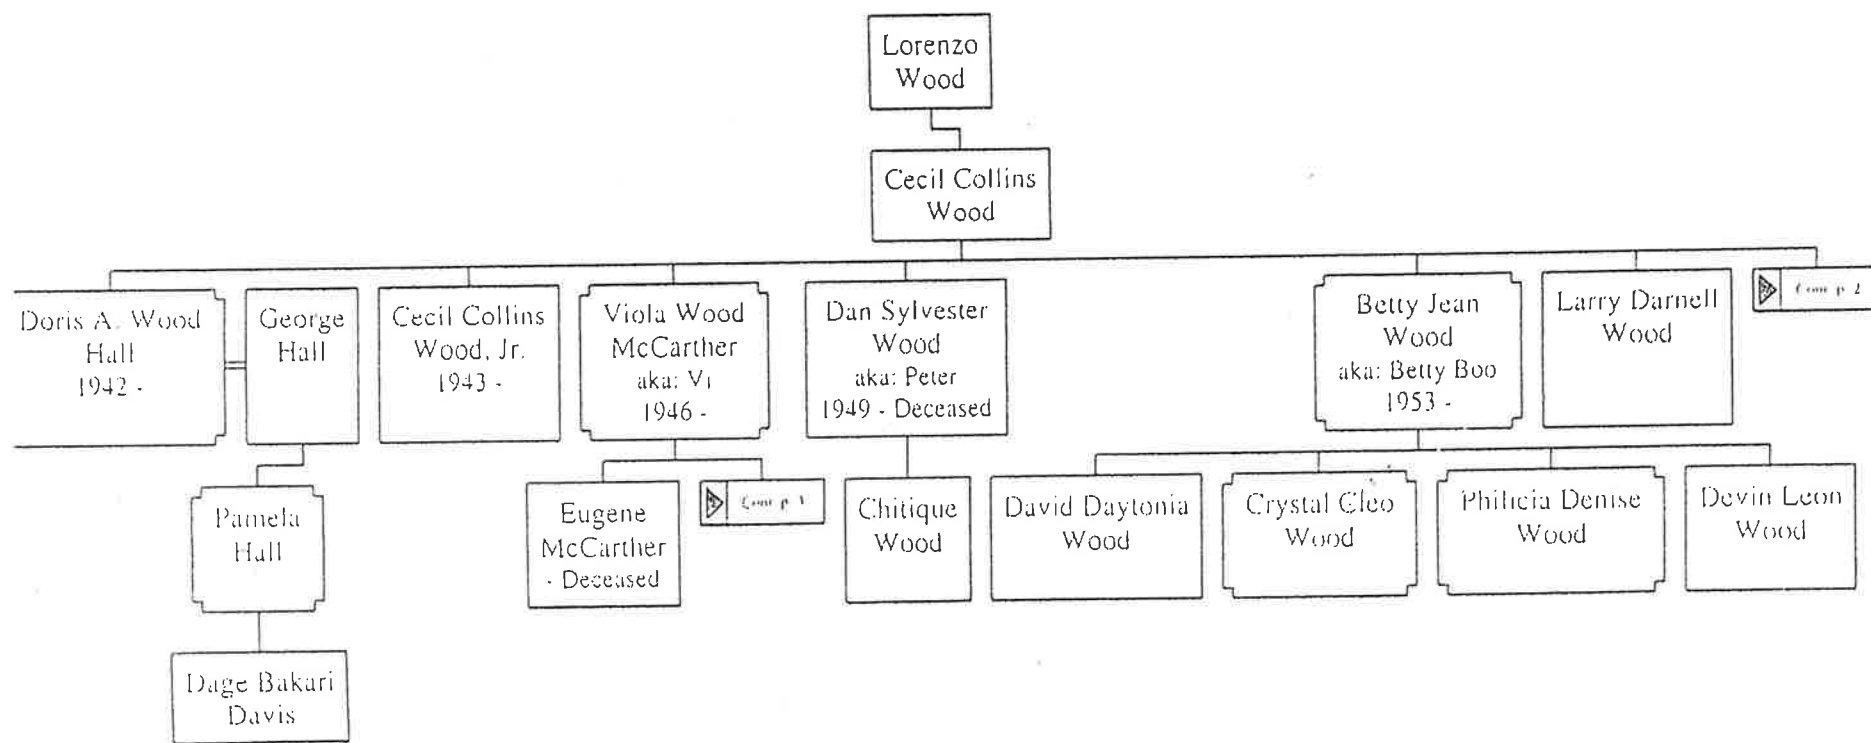 Lorenzo
Wood
Cecil Collins
Wood
Doris A. Wood
Hall
1942 -
George
Hall
Cecil Collins
Wood, Jr.
1943 -
Viola Wood
McCarther
aka: Vi
1946 -
Dan Sylvester
Wood
aka: Peter
1949 - Deceased
Betty Jean
Wood
aka: Betty Boo
1953 -
Larry Darnell
Wood
Cont. p. 2
Pamela
Hall
Eugene
McCarther
- Deceased
Cont. p.
Chitique
Wood
David Daytonia
Wood
Crystal Cleo
Wood
Philicia Denise
Wood
Devin Leon
Wood
Dage Bakari
Davis